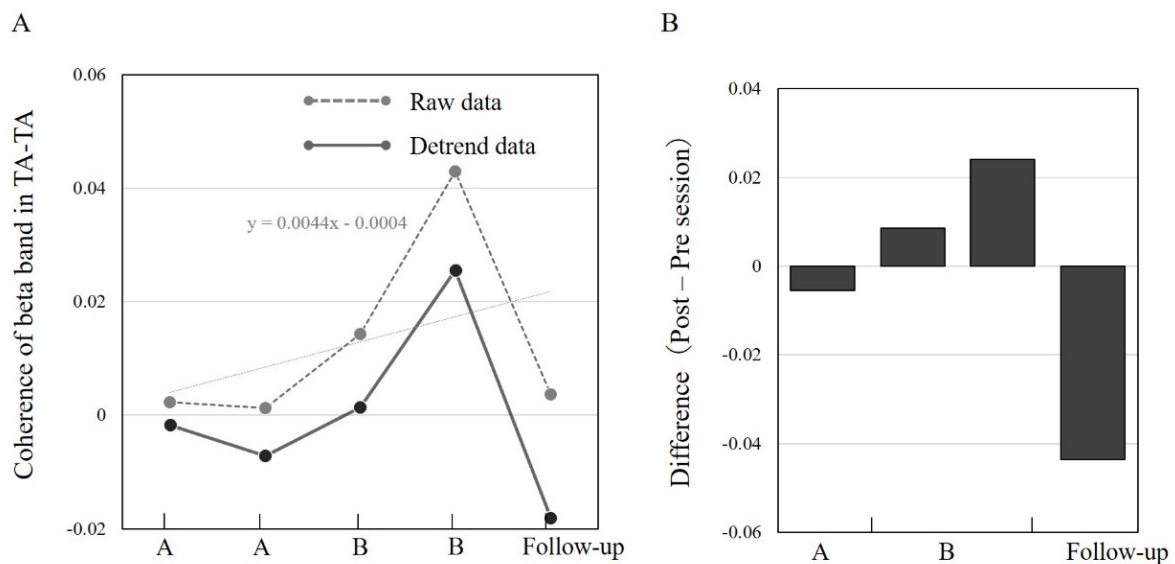 A
Coherence of beta band in TA-TA
0.06
0.04
0.02
0
-0.02
Raw data
Detrend data
y = 0.0044x - 0.0004
A
A
B
B
Follow-up
B
Difference（Post – Pre session）
0.04
0.02
0
-0.02
-0.04
-0.06
A
B
Follow-up